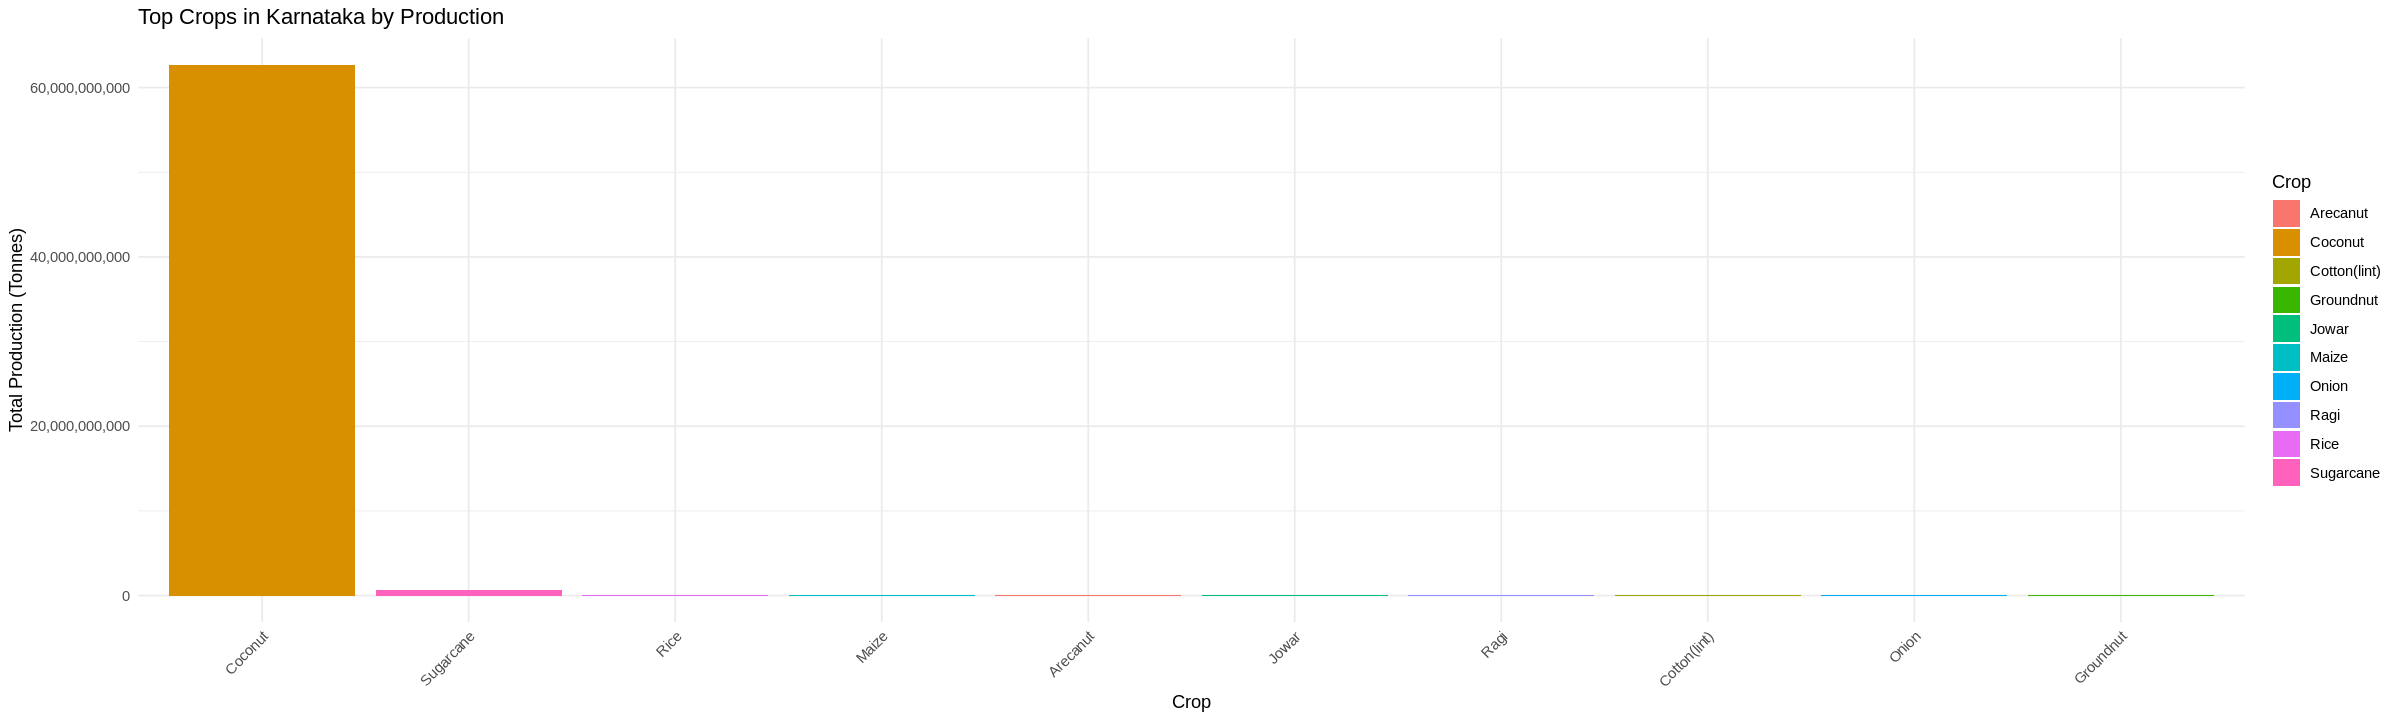 Top Crops in Karnataka by Production
Total Production (Tonnes)
60,000,000,000
40,000,000,000
20,000,000,000
0
Coconut
Sugarcane
Rice
Maize
Arecanut
Jowar
Ragi
Cotton(lint)
Onion
Groundnut
Crop
Crop
Arecanut
Coconut
Cotton(lint)
Groundnut
Jowar
Maize
Onion
Ragi
Rice
Sugarcane